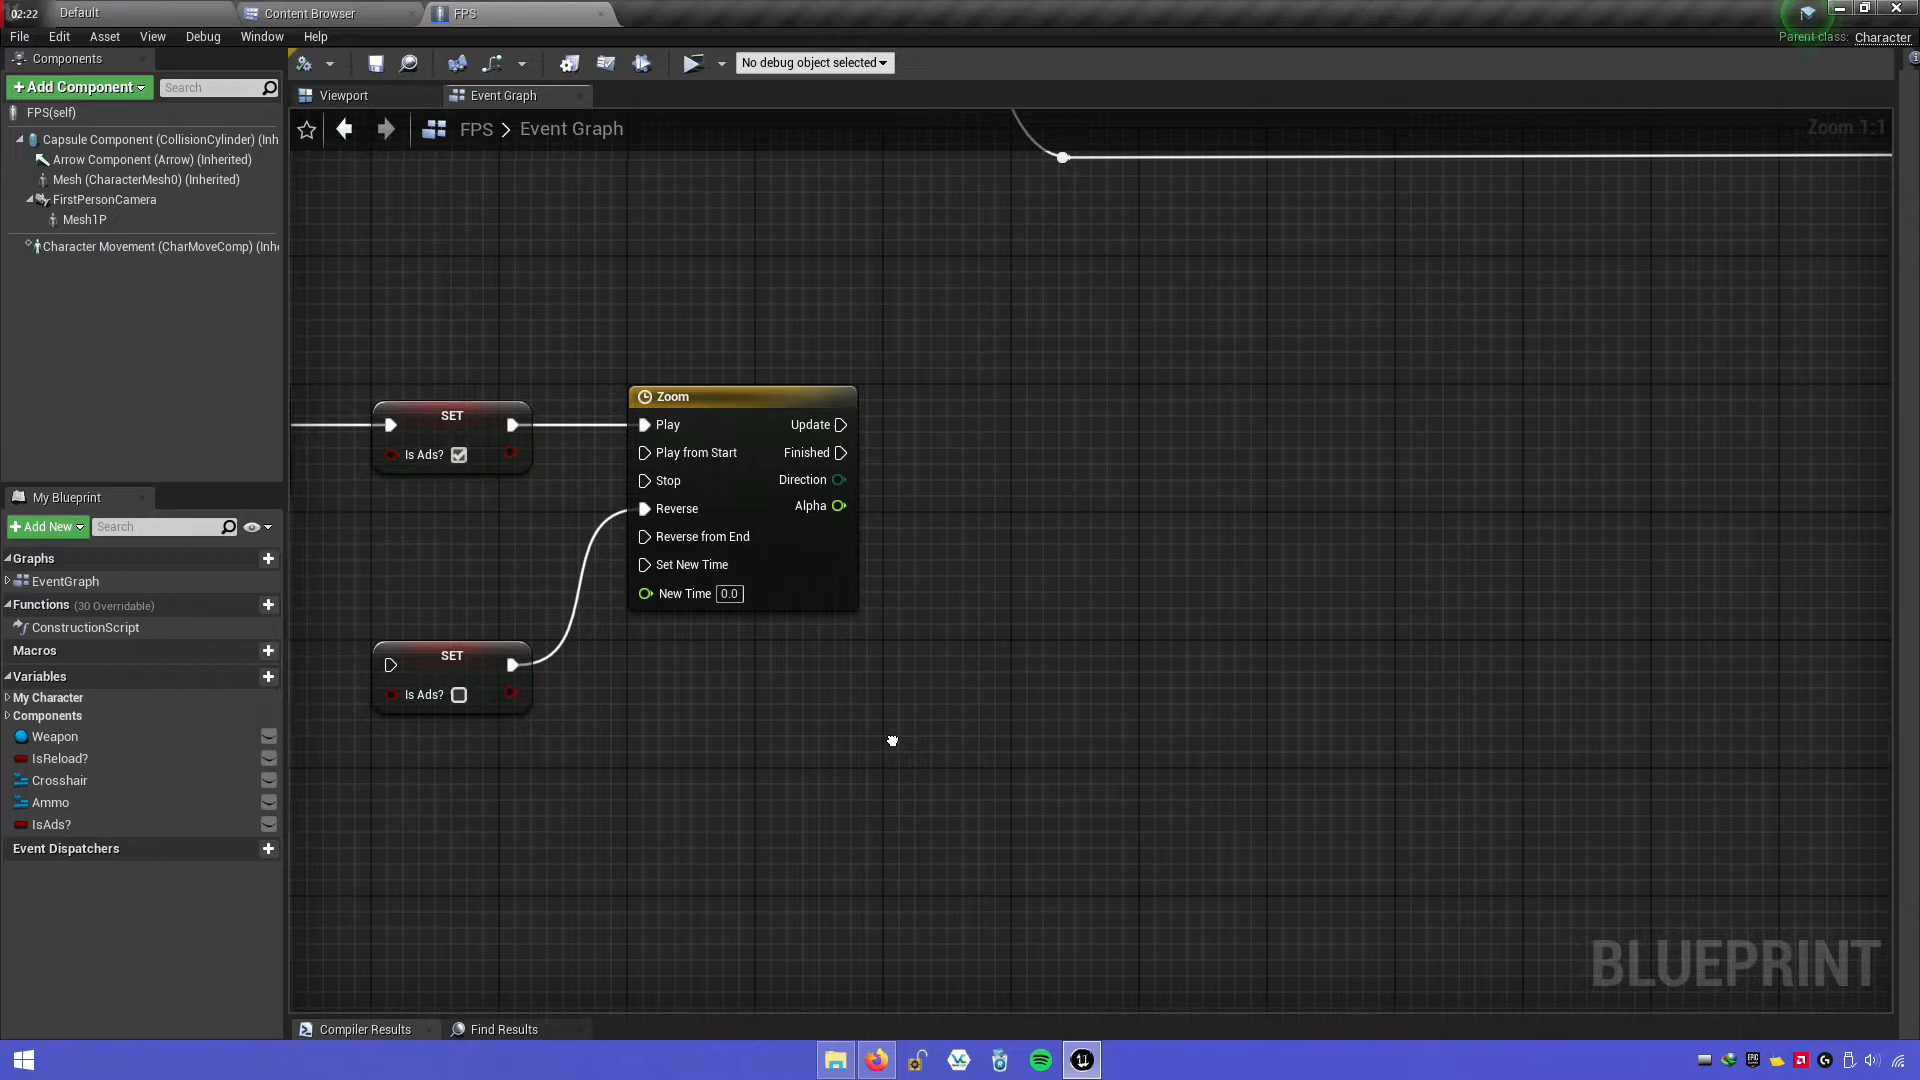 02:22
Default
Content Browser
FPS
File Edit Asset View Debug Window Help
Parent class: Character
Components
+Add Component
Search
FPS(self)
Capsule Component (CollisionCylinder) (Inh
Arrow Component (Arrow) (Inherited)
Mesh (CharacterMesh0) (Inherited)
FirstPersonCamera
Mesh1P
Character Movement (CharMoveComp) (Inh
No debug object selected
Viewport
Event Graph
FPS > Event Graph
Zoom 1:1
SET
Is Ads?
Zoom
Play
Update
Play from Start
Finished
Stop
Direction
Reverse
Alpha
Reverse from End
Set New Time
New Time 0.0
SET
Is Ads?
My Blueprint
+Add New
Search
Graphs
EventGraph
Functions (30 Overridable)
ConstructionScript
Macros
Variables
My Character
Components
Weapon
IsReload?
Crosshair
Ammo
IsAds?
Event Dispatchers
BLUEPRINT
Compiler Results
Find Results